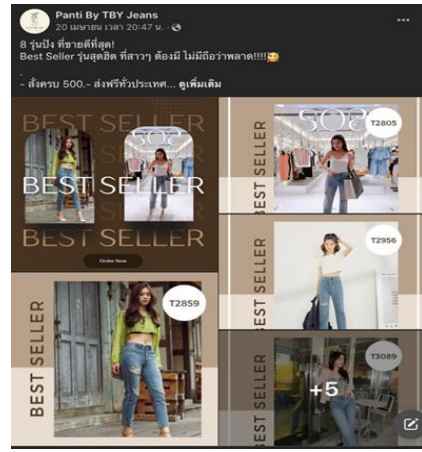 Panti By TBY Jeans
20 เมษายน เวลา 20:47 น.
8 รุ่นปัง ที่ขายดีที่สุด!
Best Seller รุ่นสุดฮิต ที่สาวๆ ต้องมี ไม่มีถือว่าพลาด!!!!🥰
.
- สั่งครบ 500.- ส่งฟรีทั่วประเทศ... ดูเพิ่มเติม
BEST SELLER
BEST SELLER
BEST SELLER
Order Now
BEST SELLER
SOS
T2805
BEST SELLER
T2956
BEST SELLER
T2859
BEST SELLER
T3089
+5